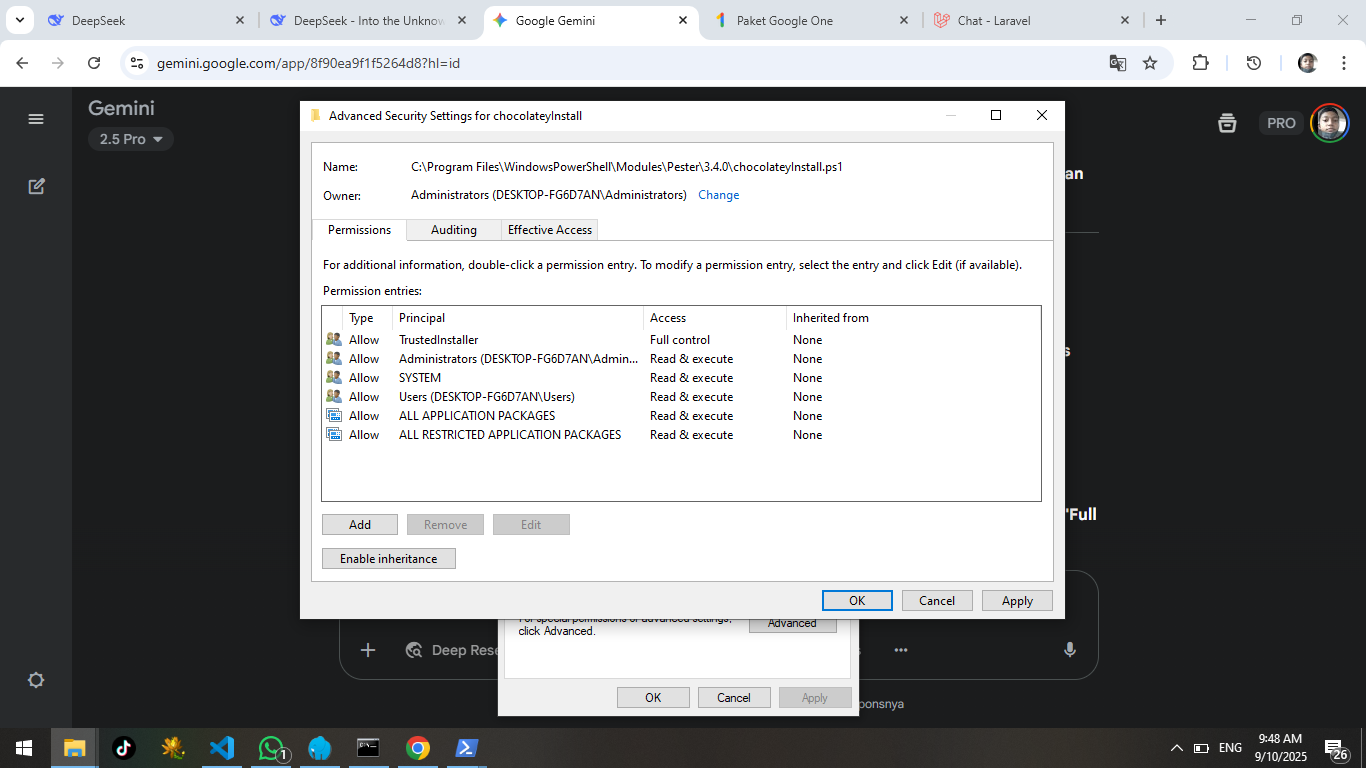 DeepSeek
DeepSeek - Into the Unknow
Google Gemini
Paket Google One
Chat - Laravel
gemini.google.com/app/8f90ea9f1f5264d8?hl=id
Gemini
2.5 Pro
PRO
an
s
"Full
Advanced Security Settings for chocolateyInstall
Name: C:\Program Files\WindowsPowerShell\Modules\Pester\3.4.0\chocolateyInstall.ps1
Owner: Administrators (DESKTOP-FG6D7AN\Administrators) Change
Permissions Auditing Effective Access
For additional information, double-click a permission entry. To modify a permission entry, select the entry and click Edit (if available).
Permission entries:
Type Principal Access Inherited from
Allow TrustedInstaller Full control None
Allow Administrators (DESKTOP-FG6D7AN\Admin... Read & execute None
Allow SYSTEM Read & execute None
Allow Users (DESKTOP-FG6D7AN\Users) Read & execute None
Allow ALL APPLICATION PACKAGES Read & execute None
Allow ALL RESTRICTED APPLICATION PACKAGES Read & execute None
Add Remove Edit
Enable inheritance
OK Cancel Apply
For special permissions or advanced settings,
click Advanced.
Advanced
Deep Rese
s
OK Cancel Apply
ponsnya
1
ENG
9:48 AM
9/10/2025
26